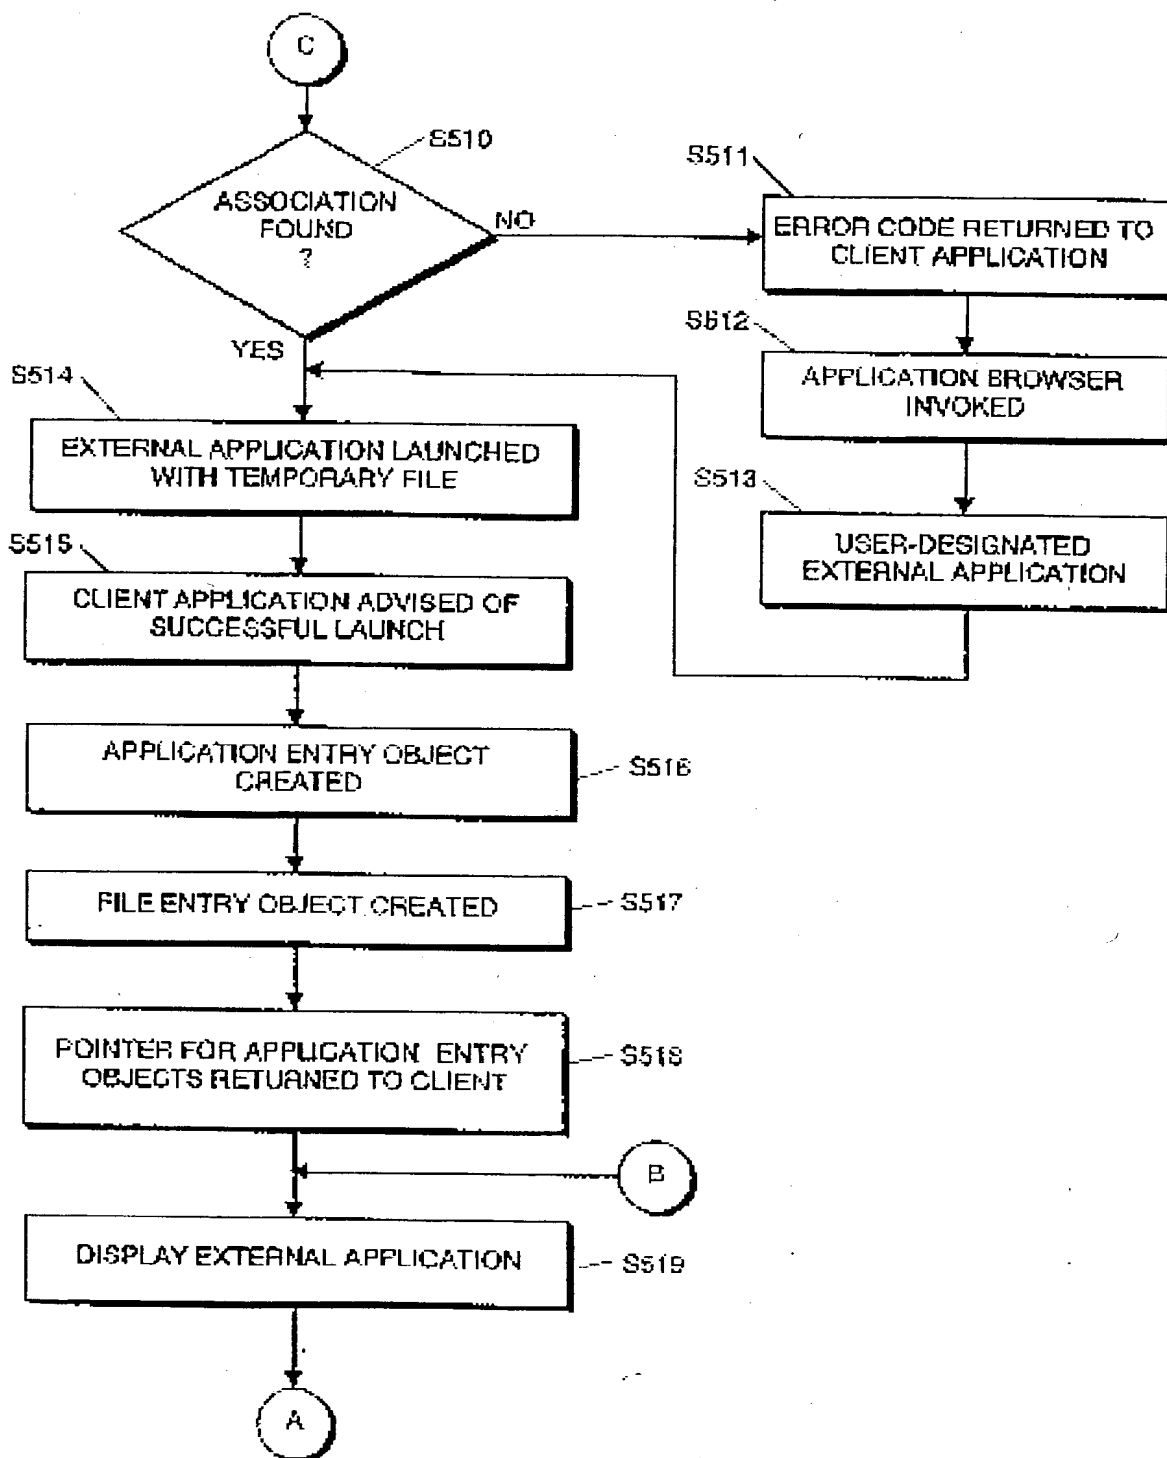 C
S510
ASSOCIATION
FOUND
?
NO
YES
S511
ERROR CODE RETURNED TO
CLIENT APPLICATION
S512
APPLICATION BROWSER
INVOKED
S513
USER-DESIGNATED
EXTERNAL APPLICATION
S514
EXTERNAL APPLICATION LAUNCHED
WITH TEMPORARY FILE
S515
CLIENT APPLICATION ADVISED OF
SUCCESSFUL LAUNCH
APPLICATION ENTRY OBJECT
CREATED
S516
FILE ENTRY OBJECT CREATED
S517
POINTER FOR APPLICATION ENTRY
OBJECTS RETURNED TO CLIENT
S518
B
DISPLAY EXTERNAL APPLICATION
S519
A